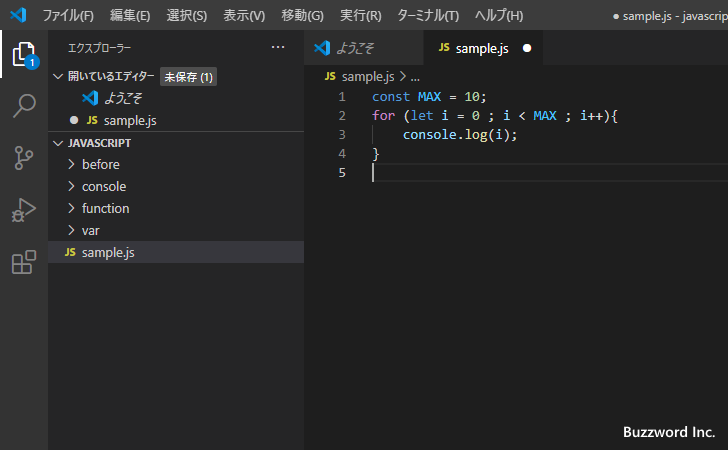 ファイル(F) 編集(E) 選択(S) 表示(V) 移動(G) 実行(R) ターミナル(T) ヘルプ(H) ● sample.js - javascrip
エクスプローラー ···
開いているエディター 未保存 (1)
ようこそ
● JS sample.js
JAVASCRIPT
before
console
function
var
JS sample.js
1
ようこそ JS sample.js ●
JS sample.js > ...
1 const MAX = 10;
2 for (let i = 0 ; i < MAX ; i++){
3 console.log(i);
4 }
5
Buzzword Inc.